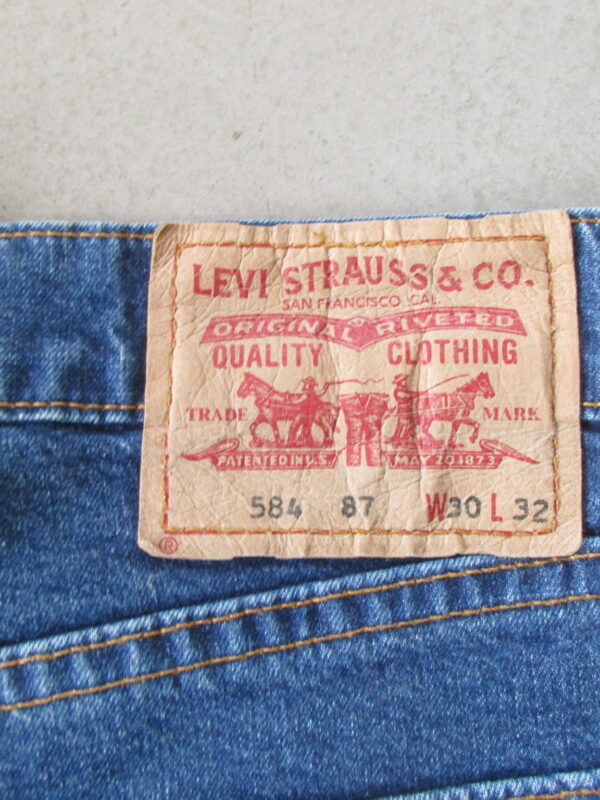 LEVI STRAUSS & CO.
SAN FRANCISCO CAL.
ORIGINAL RIVETED
QUALITY CLOTHING
TRADE MARK
PATENTED IN U.S MAY 20 1873
584 87 W30 L 32
®